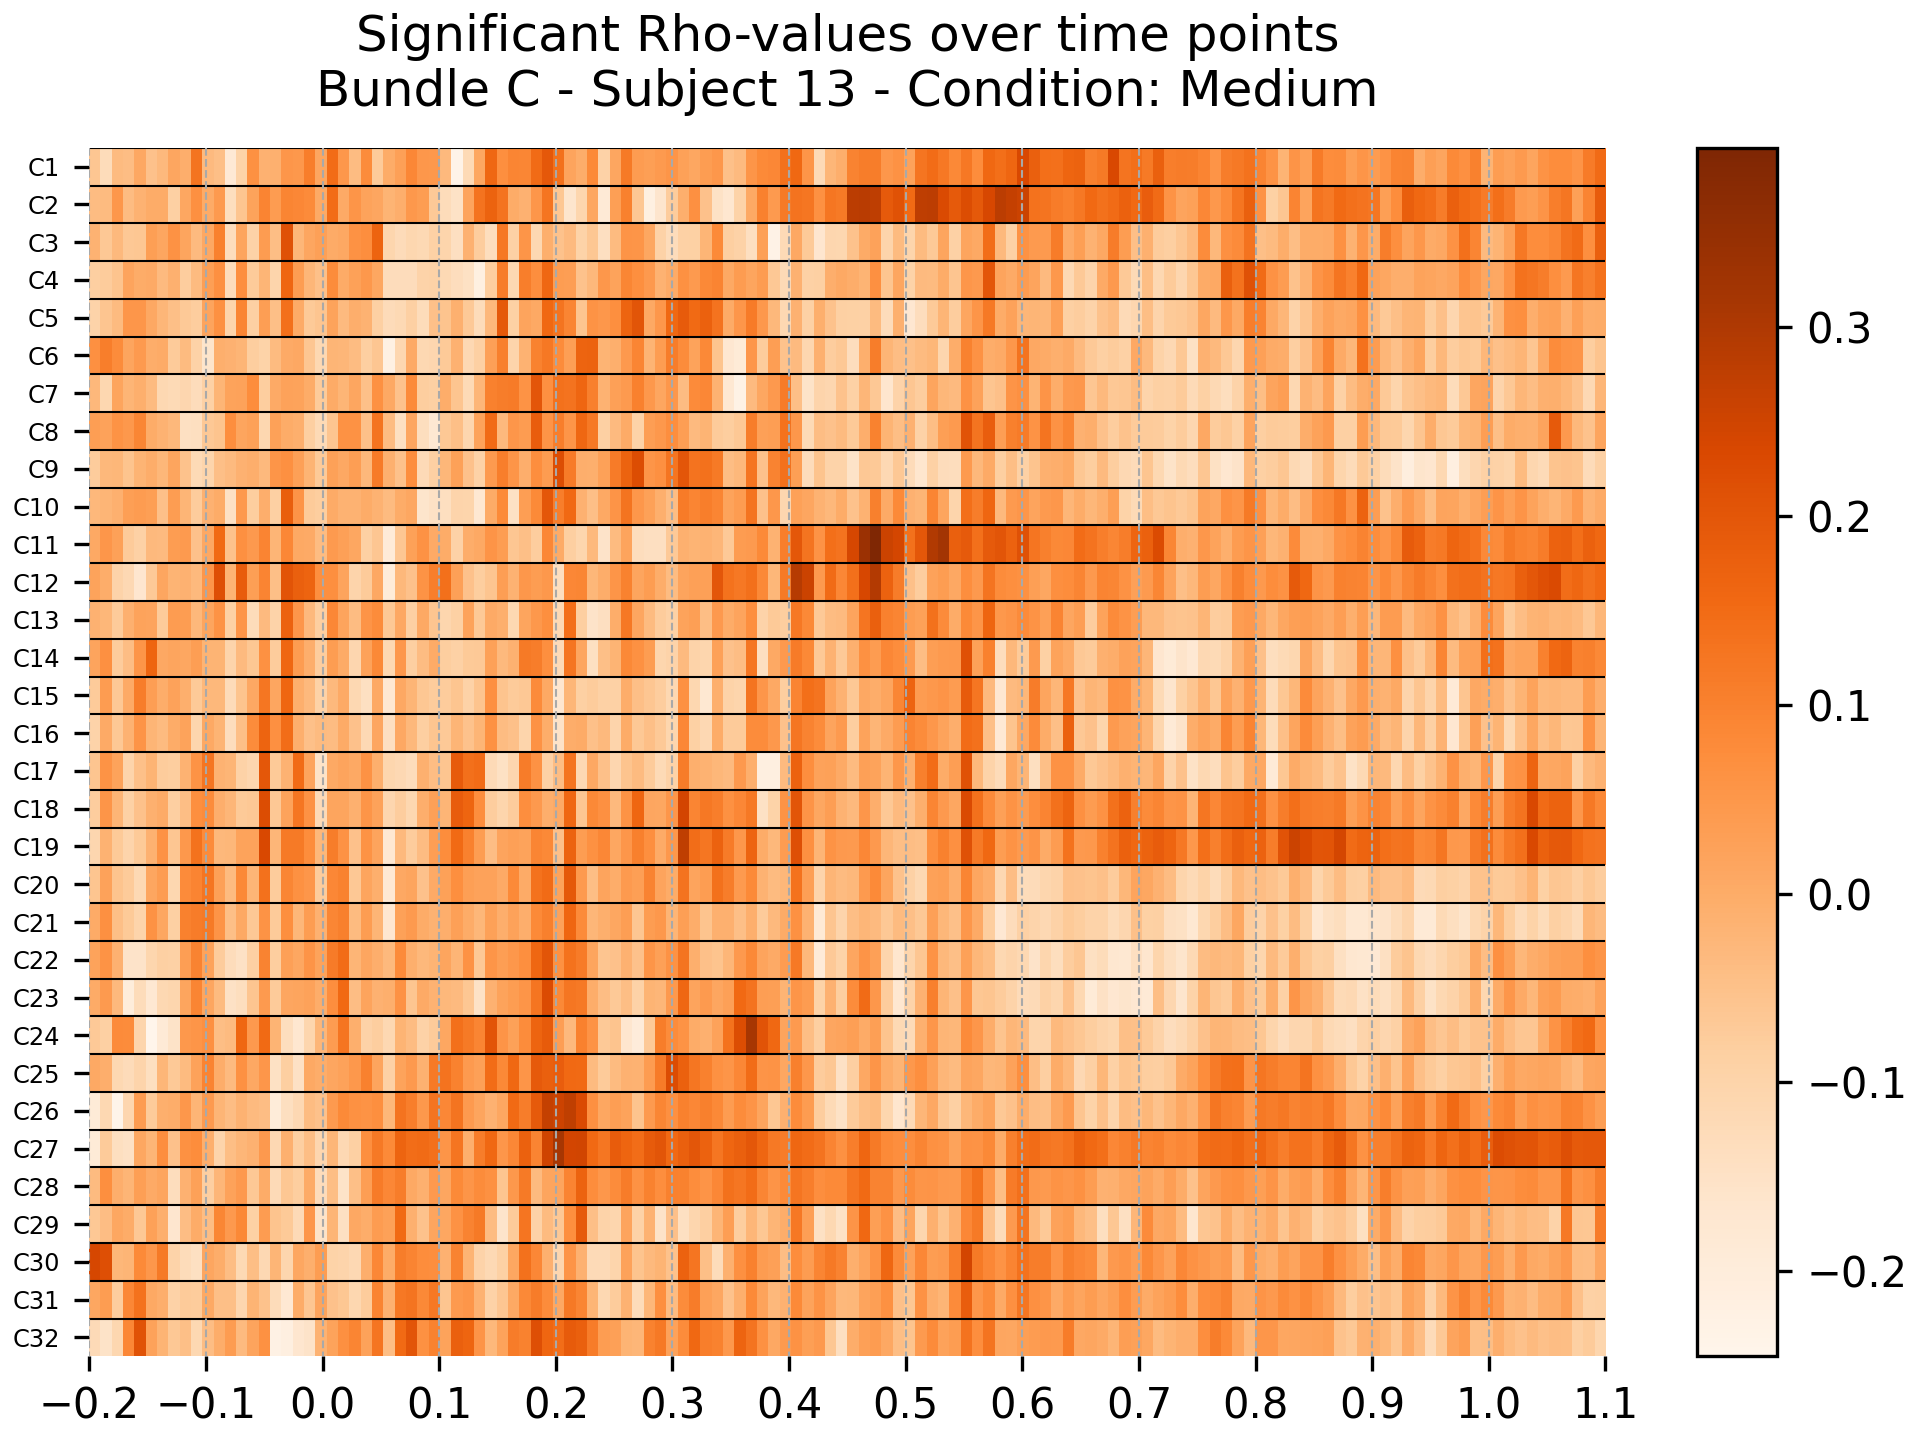 Significant Rho-values over time points
Bundle C - Subject 13 - Condition: Medium
C1
C2
C3
C4
C5
C6
C7
C8
C9
C10
C11
C12
C13
C14
C15
C16
C17
C18
C19
C20
C21
C22
C23
C24
C25
C26
C27
C28
C29
C30
C31
C32
−0.2 −0.1 0.0 0.1 0.2 0.3 0.4 0.5 0.6 0.7 0.8 0.9 1.0 1.1
0.3
0.2
0.1
0.0
−0.1
−0.2